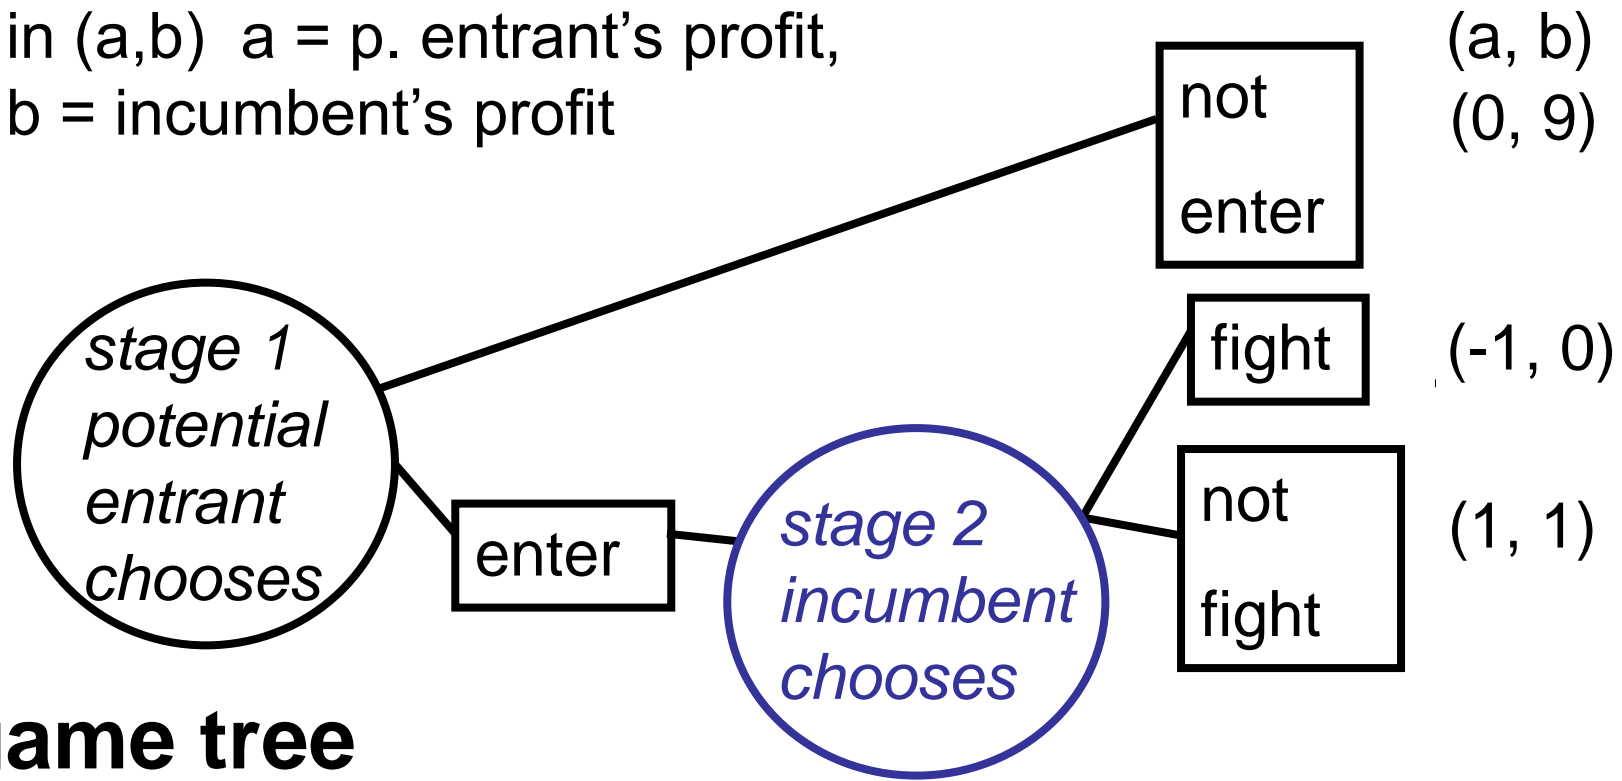 in (a,b) a = p. entrant’s profit,
b = incumbent’s profit
(a, b)
not
enter
(0, 9)
stage 1
potential
entrant
chooses
enter
stage 2
incumbent
chooses
fight
(-1, 0)
not
fight
(1, 1)
game tree